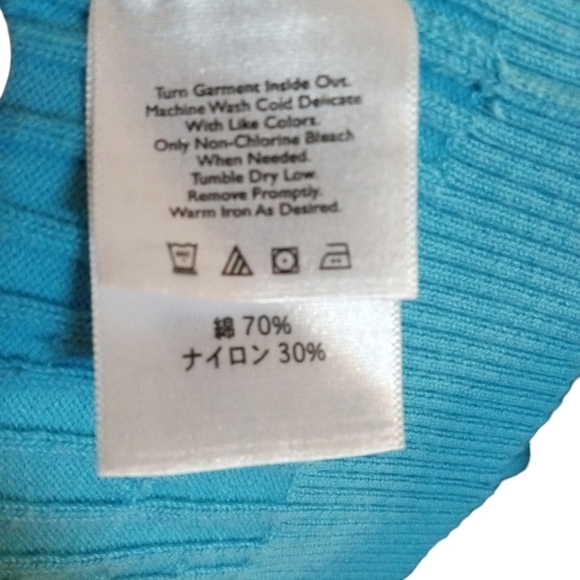 Turn Garment Inside Out.
Machine Wash Cold Delicate
With Like Colors.
Only Non-Chlorine Bleach
When Needed.
Tumble Dry Low.
Remove Promptly.
Warm Iron As Desired.
綿 70%
ナイロン 30%